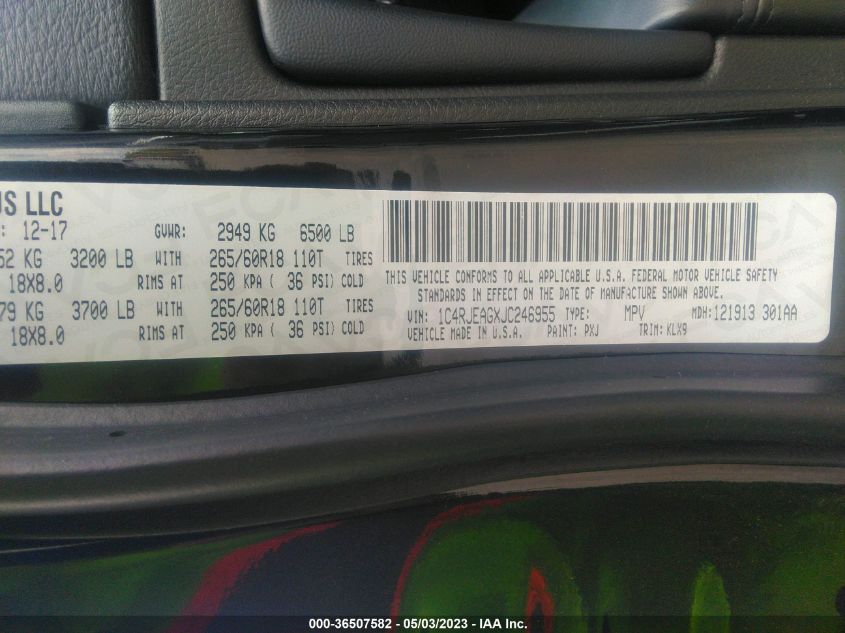 US LLC
: 12-17 GVWR: 2949 KG 6500 LB
52 KG 3200 LB WITH 265/60R18 110T TIRES
18X8.0 RIMS AT 250 KPA ( 36 PSI) COLD
79 KG 3700 LB WITH 265/60R18 110T TIRES
18X8.0 RIMS AT 250 KPA ( 36 PSI) COLD
THIS VEHICLE CONFORMS TO ALL APPLICABLE U.S.A. FEDERAL MOTOR VEHICLE SAFETY
STANDARDS IN EFFECT ON THE DATE OF MANUFACTURE SHOWN ABOVE.
VIN: 1C4RJEAGXJC246955 TYPE: MPV MDH: 121913 301AA
VEHICLE MADE IN U.S.A. PAINT: PXJ TRIM: KLX9
000-36507582 - 05/03/2023 - IAA Inc.